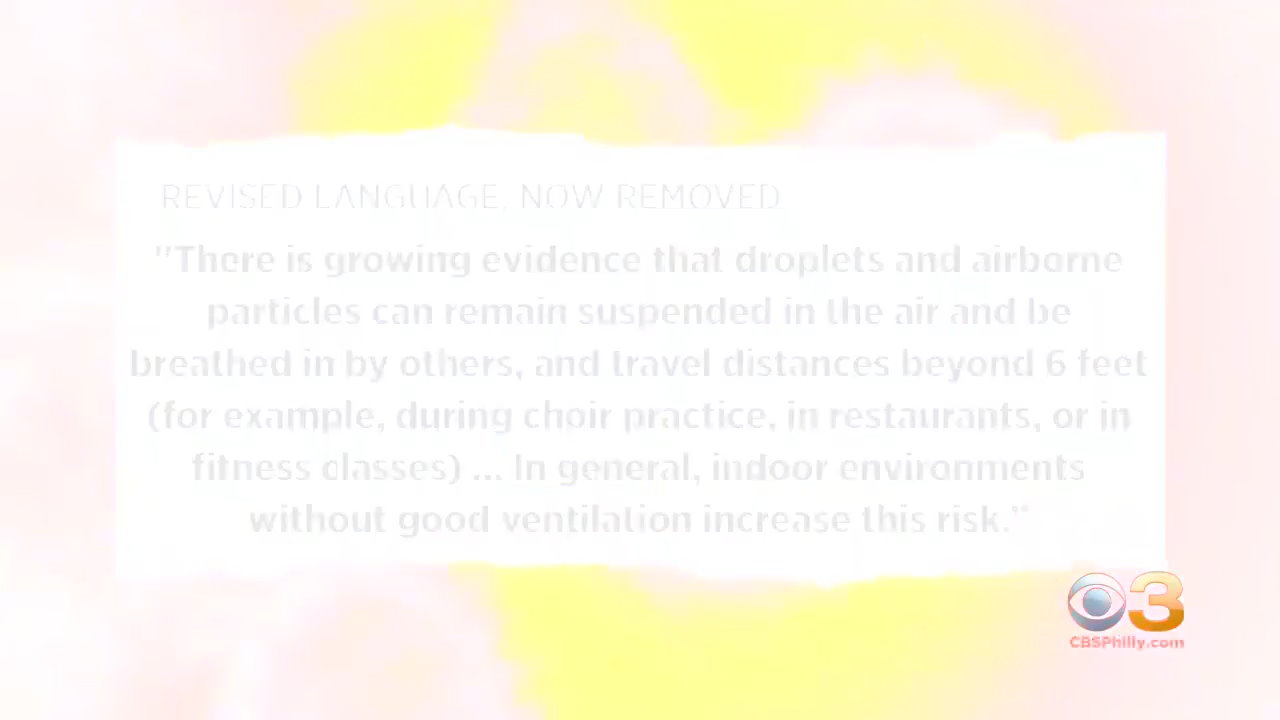 REVISED LANGUAGE, NOW REMOVED
"There is growing evidence that droplets and airborne
particles can remain suspended in the air and be
breathed in by others, and travel distances beyond 6 feet
(for example, during choir practice, in restaurants, or in
fitness classes) ... In general, indoor environments
without good ventilation increase this risk."
3
CBSPhilly.com